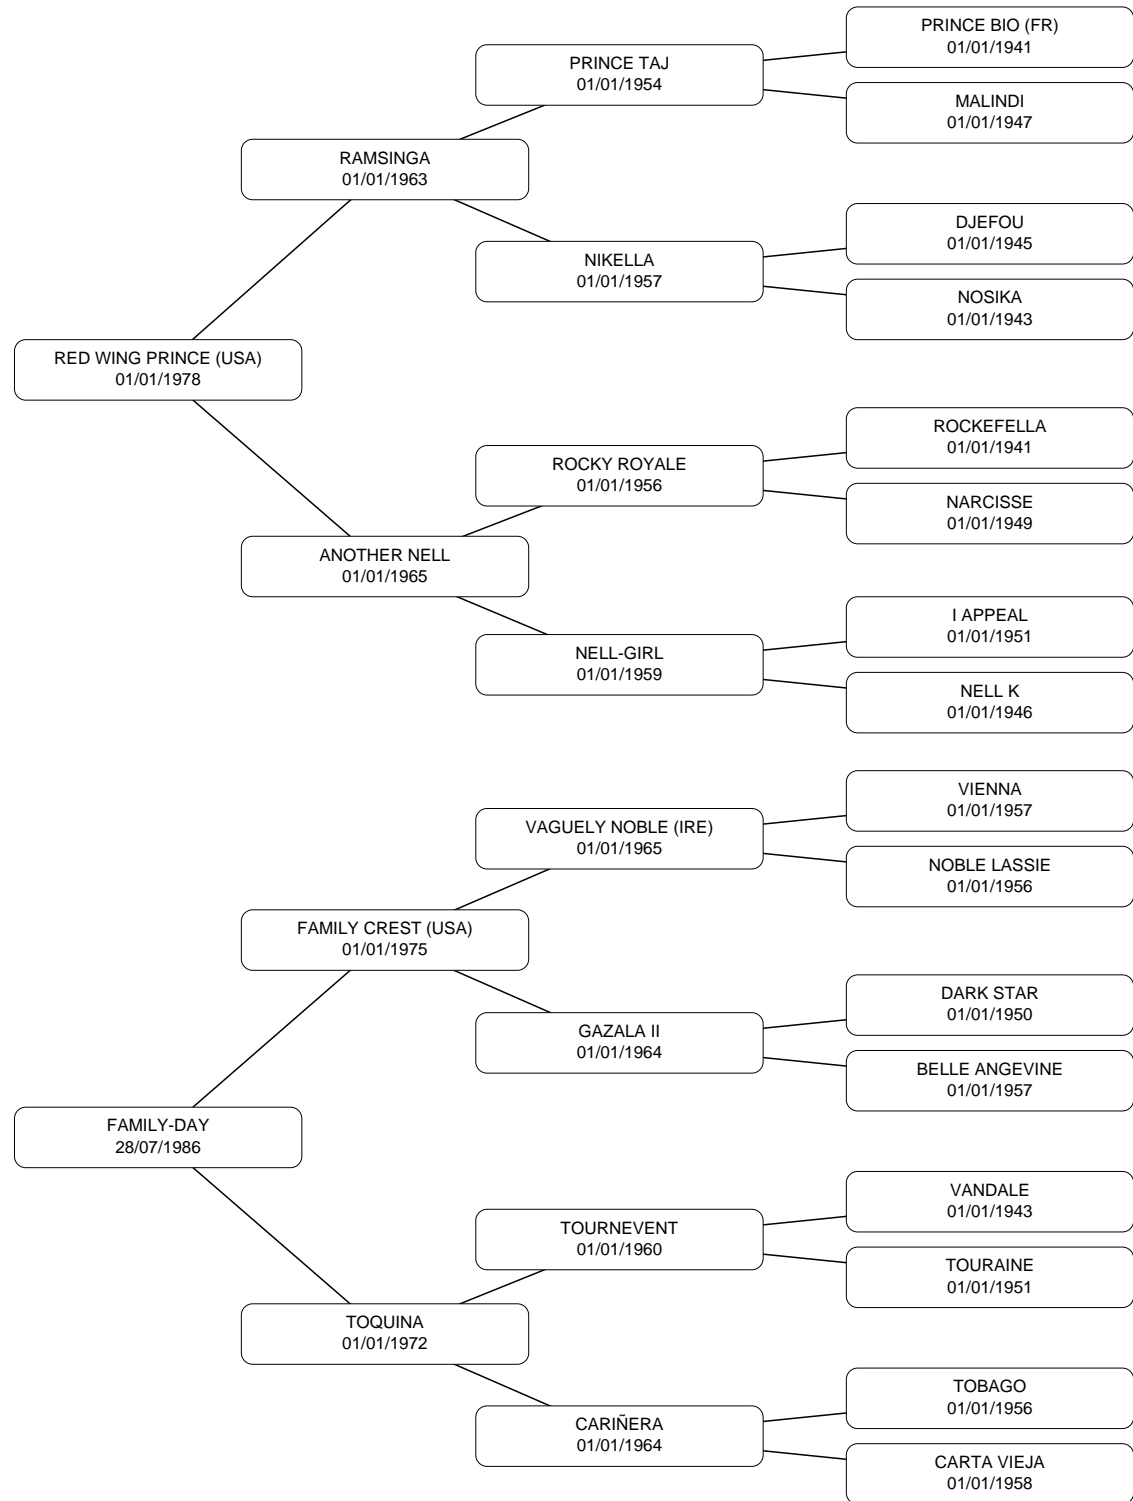 PRINCE BIO (FR)
01/01/1941
PRINCE TAJ
01/01/1954
MALINDI
01/01/1947
RAMSINGA
01/01/1963
DJEFOU
01/01/1945
NIKELLA
01/01/1957
NOSIKA
01/01/1943
RED WING PRINCE (USA)
01/01/1978
ROCKEFELLA
01/01/1941
ROCKY ROYALE
01/01/1956
NARCISSE
01/01/1949
ANOTHER NELL
01/01/1965
I APPEAL
01/01/1951
NELL-GIRL
01/01/1959
NELL K
01/01/1946
VIENNA
01/01/1957
VAGUELY NOBLE (IRE)
01/01/1965
NOBLE LASSIE
01/01/1956
FAMILY CREST (USA)
01/01/1975
DARK STAR
01/01/1950
GAZALA II
01/01/1964
BELLE ANGEVINE
01/01/1957
FAMILY-DAY
28/07/1986
VANDALE
01/01/1943
TOURNEVENT
01/01/1960
TOURAINE
01/01/1951
TOQUINA
01/01/1972
TOBAGO
01/01/1956
CARIÑERA
01/01/1964
CARTA VIEJA
01/01/1958